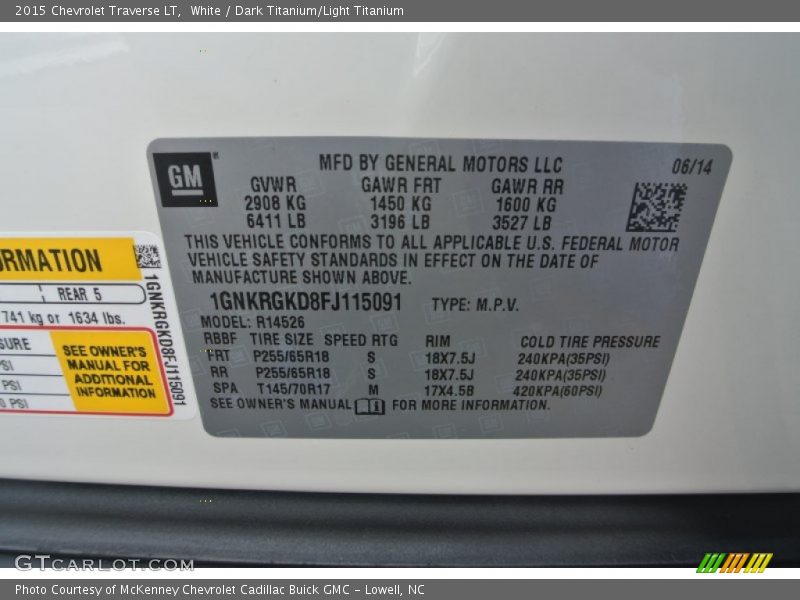 2015 Chevrolet Traverse LT, White / Dark Titanium/Light Titanium
GM
MFD BY GENERAL MOTORS LLC 06/14
GVWR GAWR FRT GAWR RR
2908 KG 1450 KG 1600 KG
6411 LB 3196 LB 3527 LB
THIS VEHICLE CONFORMS TO ALL APPLICABLE U.S. FEDERAL MOTOR
VEHICLE SAFETY STANDARDS IN EFFECT ON THE DATE OF
MANUFACTURE SHOWN ABOVE.
1GNKRGKD8FJ115091 TYPE: M.P.V.
MODEL: R14526
RBBF TIRE SIZE SPEED RTG RIM COLD TIRE PRESSURE
FRT P255/65R18 S 18X7.5J 240KPA(35PSI)
RR P255/65R18 S 18X7.5J 240KPA(35PSI)
SPA T145/70R17 M 17X4.5B 420KPA(60PSI)
SEE OWNER'S MANUAL FOR MORE INFORMATION.
RMATION
REAR 5
741 kg or 1634 lbs.
SURE
PSI
PSI
0 PSI
SEE OWNER'S
MANUAL FOR
ADDITIONAL
INFORMATION
1GNKRGKD8FJ115091
GTCarLot.com
Photo Courtesy of McKenney Chevrolet Cadillac Buick GMC - Lowell, NC